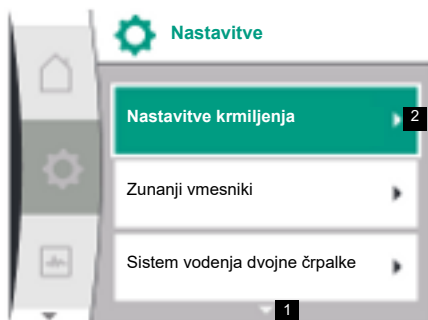 Nastavitve
Nastavitve krmiljenja
2
Zunanji vmesniki
Sistem vodenja dvojne črpalke
1